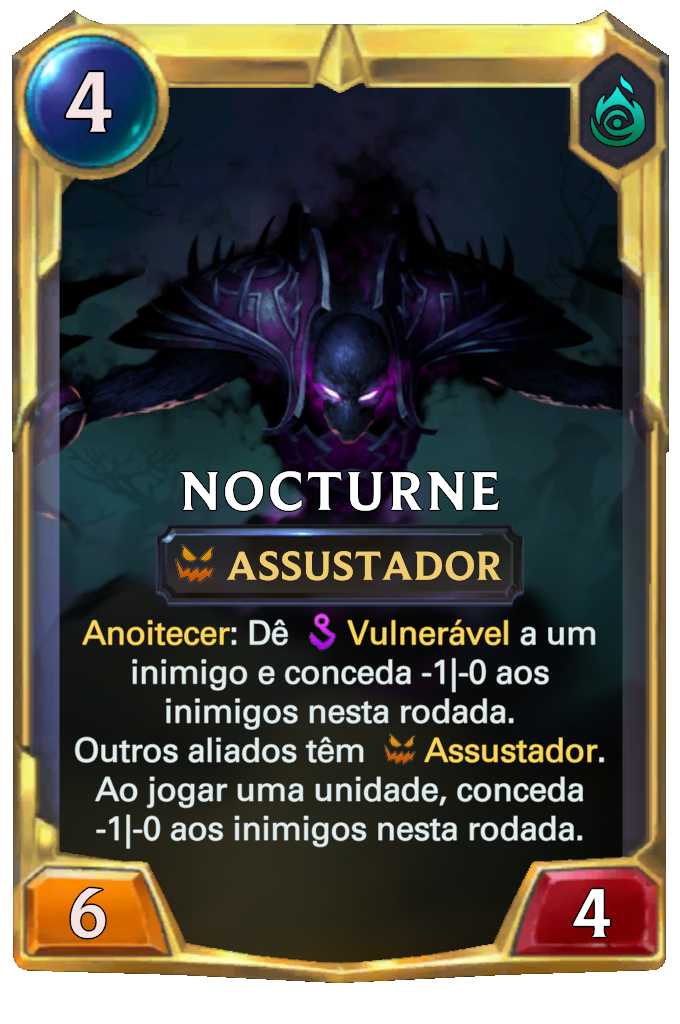 4
NOCTURNE
ASSUSTADOR
Anoitecer: Dê Vulnerável a um
inimigo e conceda -1|-0 aos
inimigos nesta rodada.
Outros aliados têm Assustador.
Ao jogar uma unidade, conceda
-1|-0 aos inimigos nesta rodada.
6
4